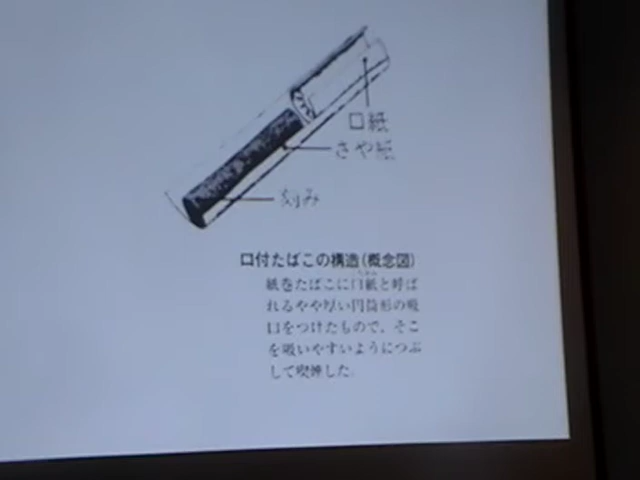 口紙
さや紙
刻み
口付たばこの構造(概念図)
紙巻たばこに口紙と呼ば
れるやや厚い円筒形の吸
口をつけたもので、そこ
を吸いやすいようにつぶ
して喫煙した。